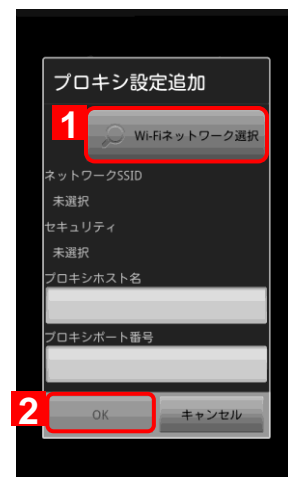 プロキシ設定追加
1
Wi-Fiネットワーク選択
ネットワークSSID
未選択
セキュリティ
未選択
プロキシホスト名
プロキシポート番号
2
OK キャンセル